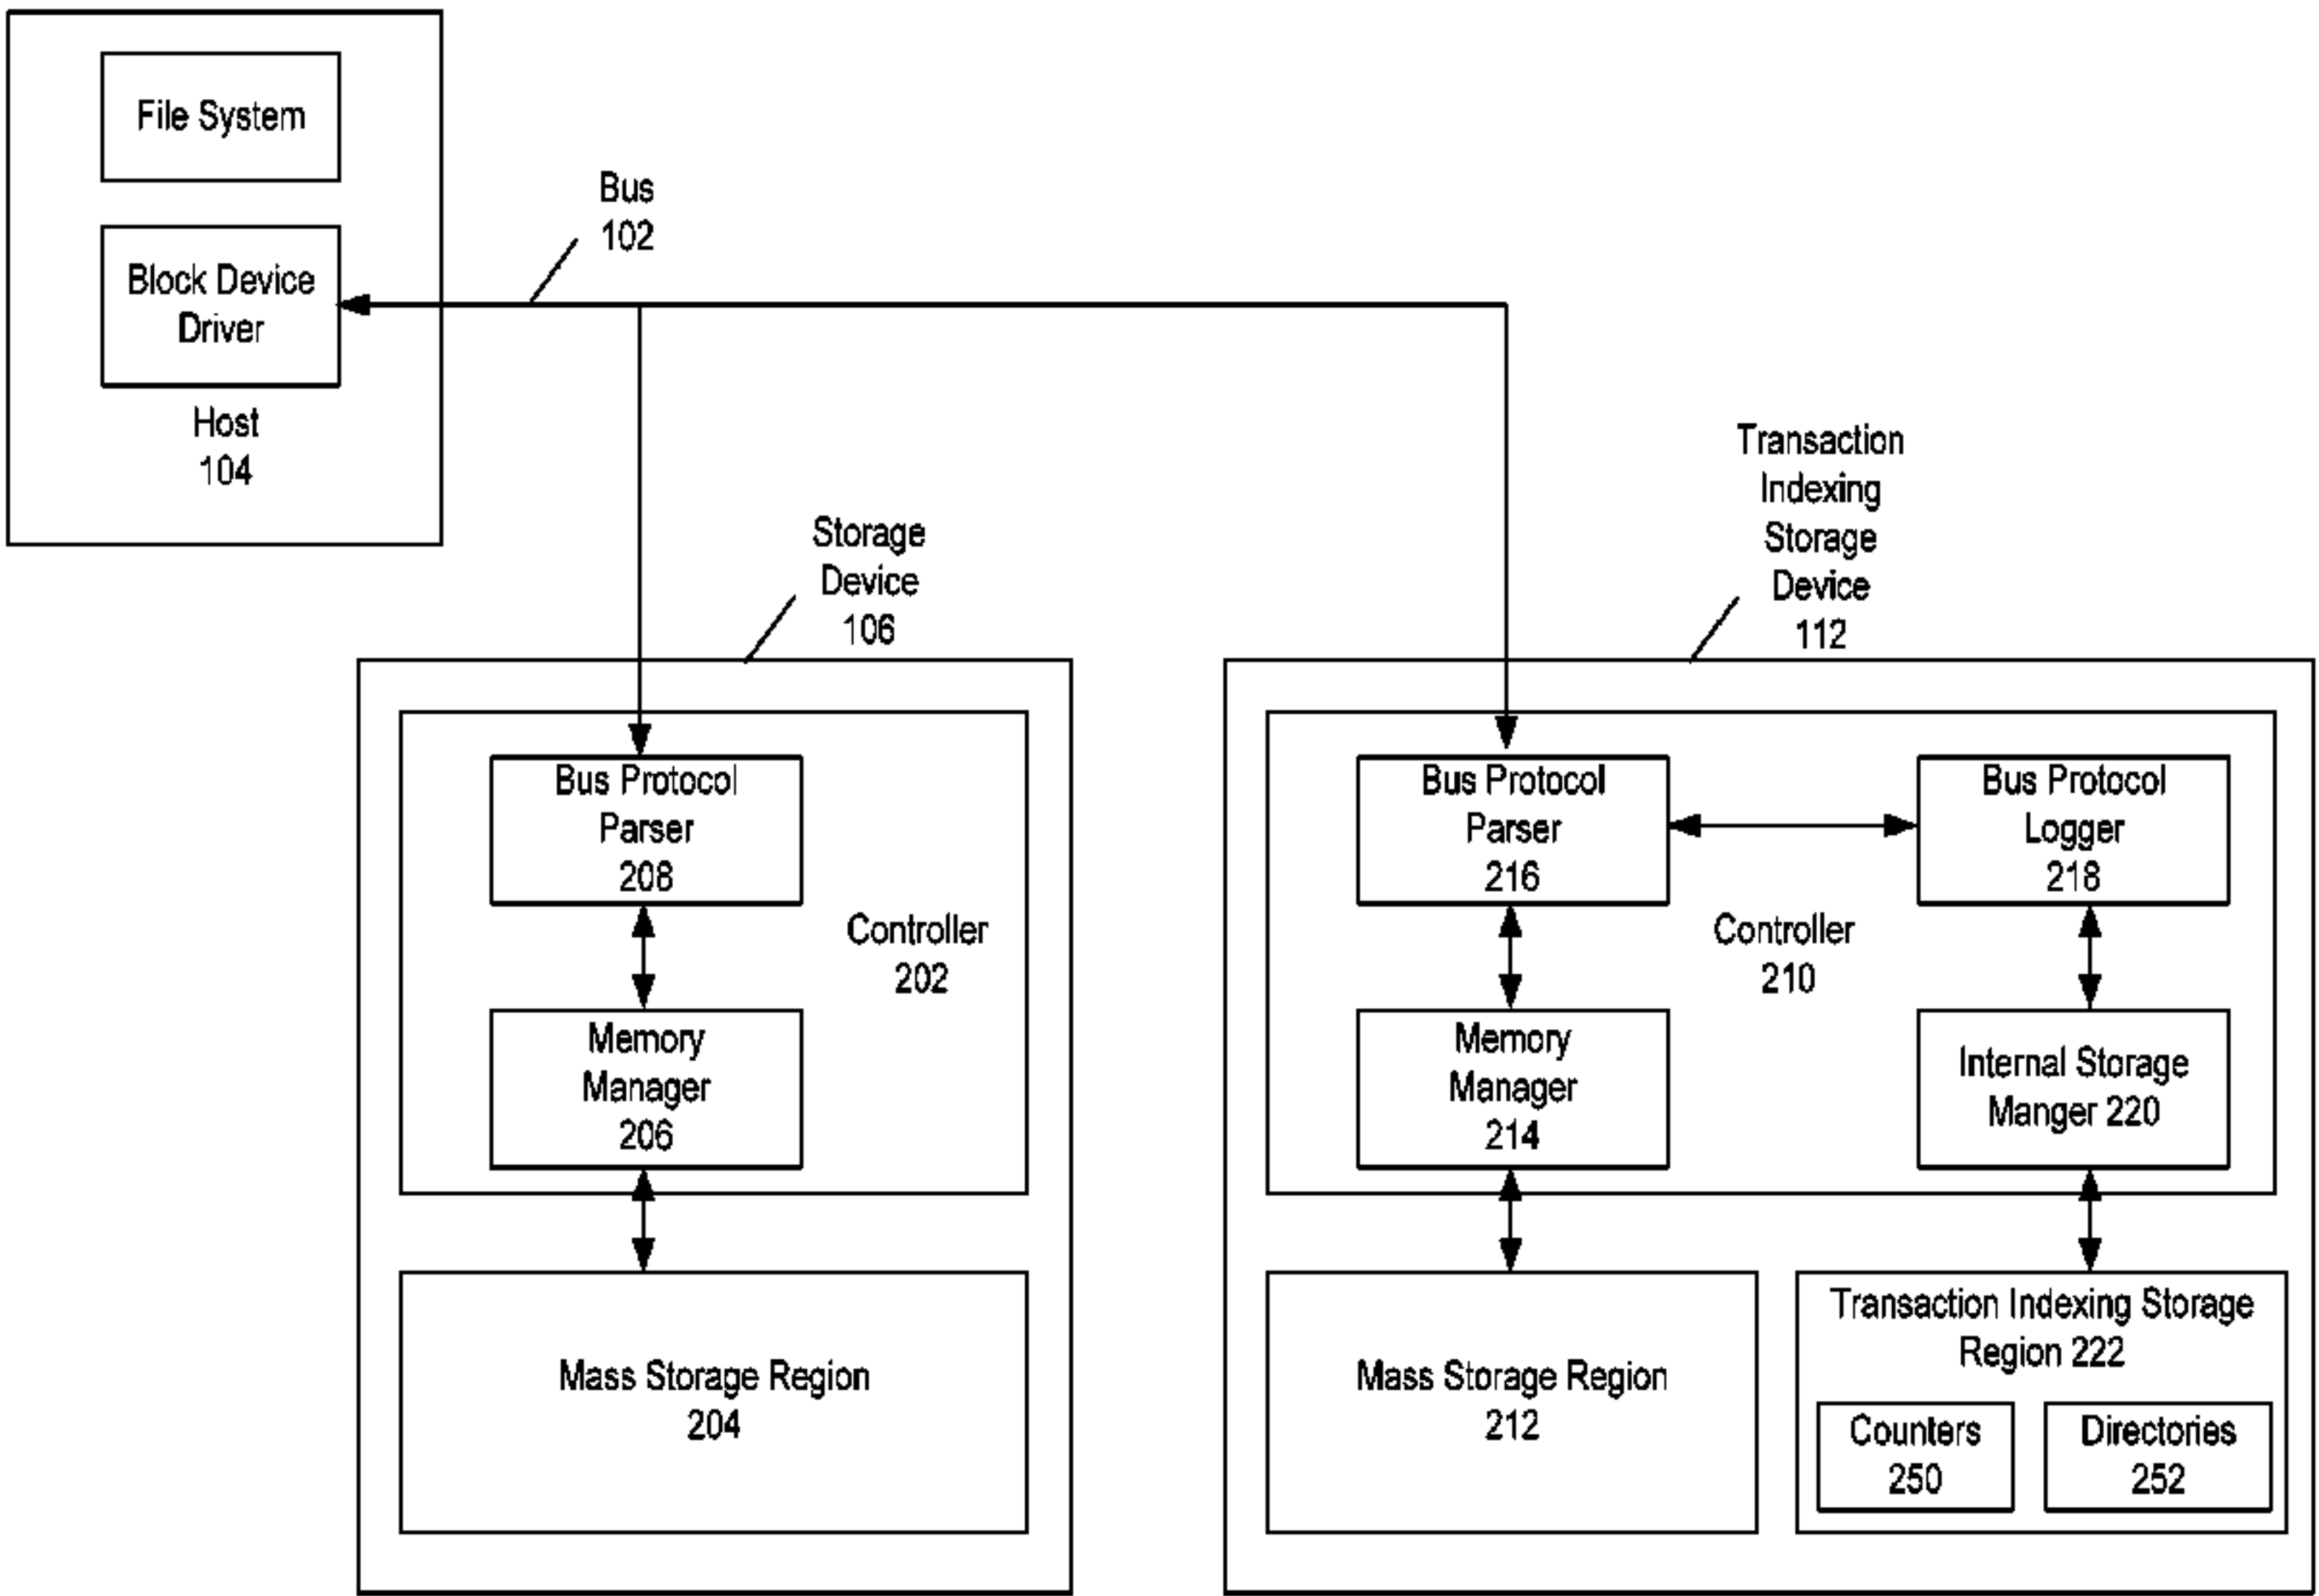 File System
Block Device
Driver
Host
104
Bus
102
Storage
Device
106
Transaction
Indexing
Storage
Device
112
Bus Protocol
Parser
208
Controller
202
Memory
Manager
206
Mass Storage Region
204
Bus Protocol
Parser
216
Bus Protocol
Logger
218
Controller
210
Memory
Manager
214
Internal Storage
Manger 220
Mass Storage Region
212
Transaction Indexing Storage
Region 222
Counters
250
Directories
252